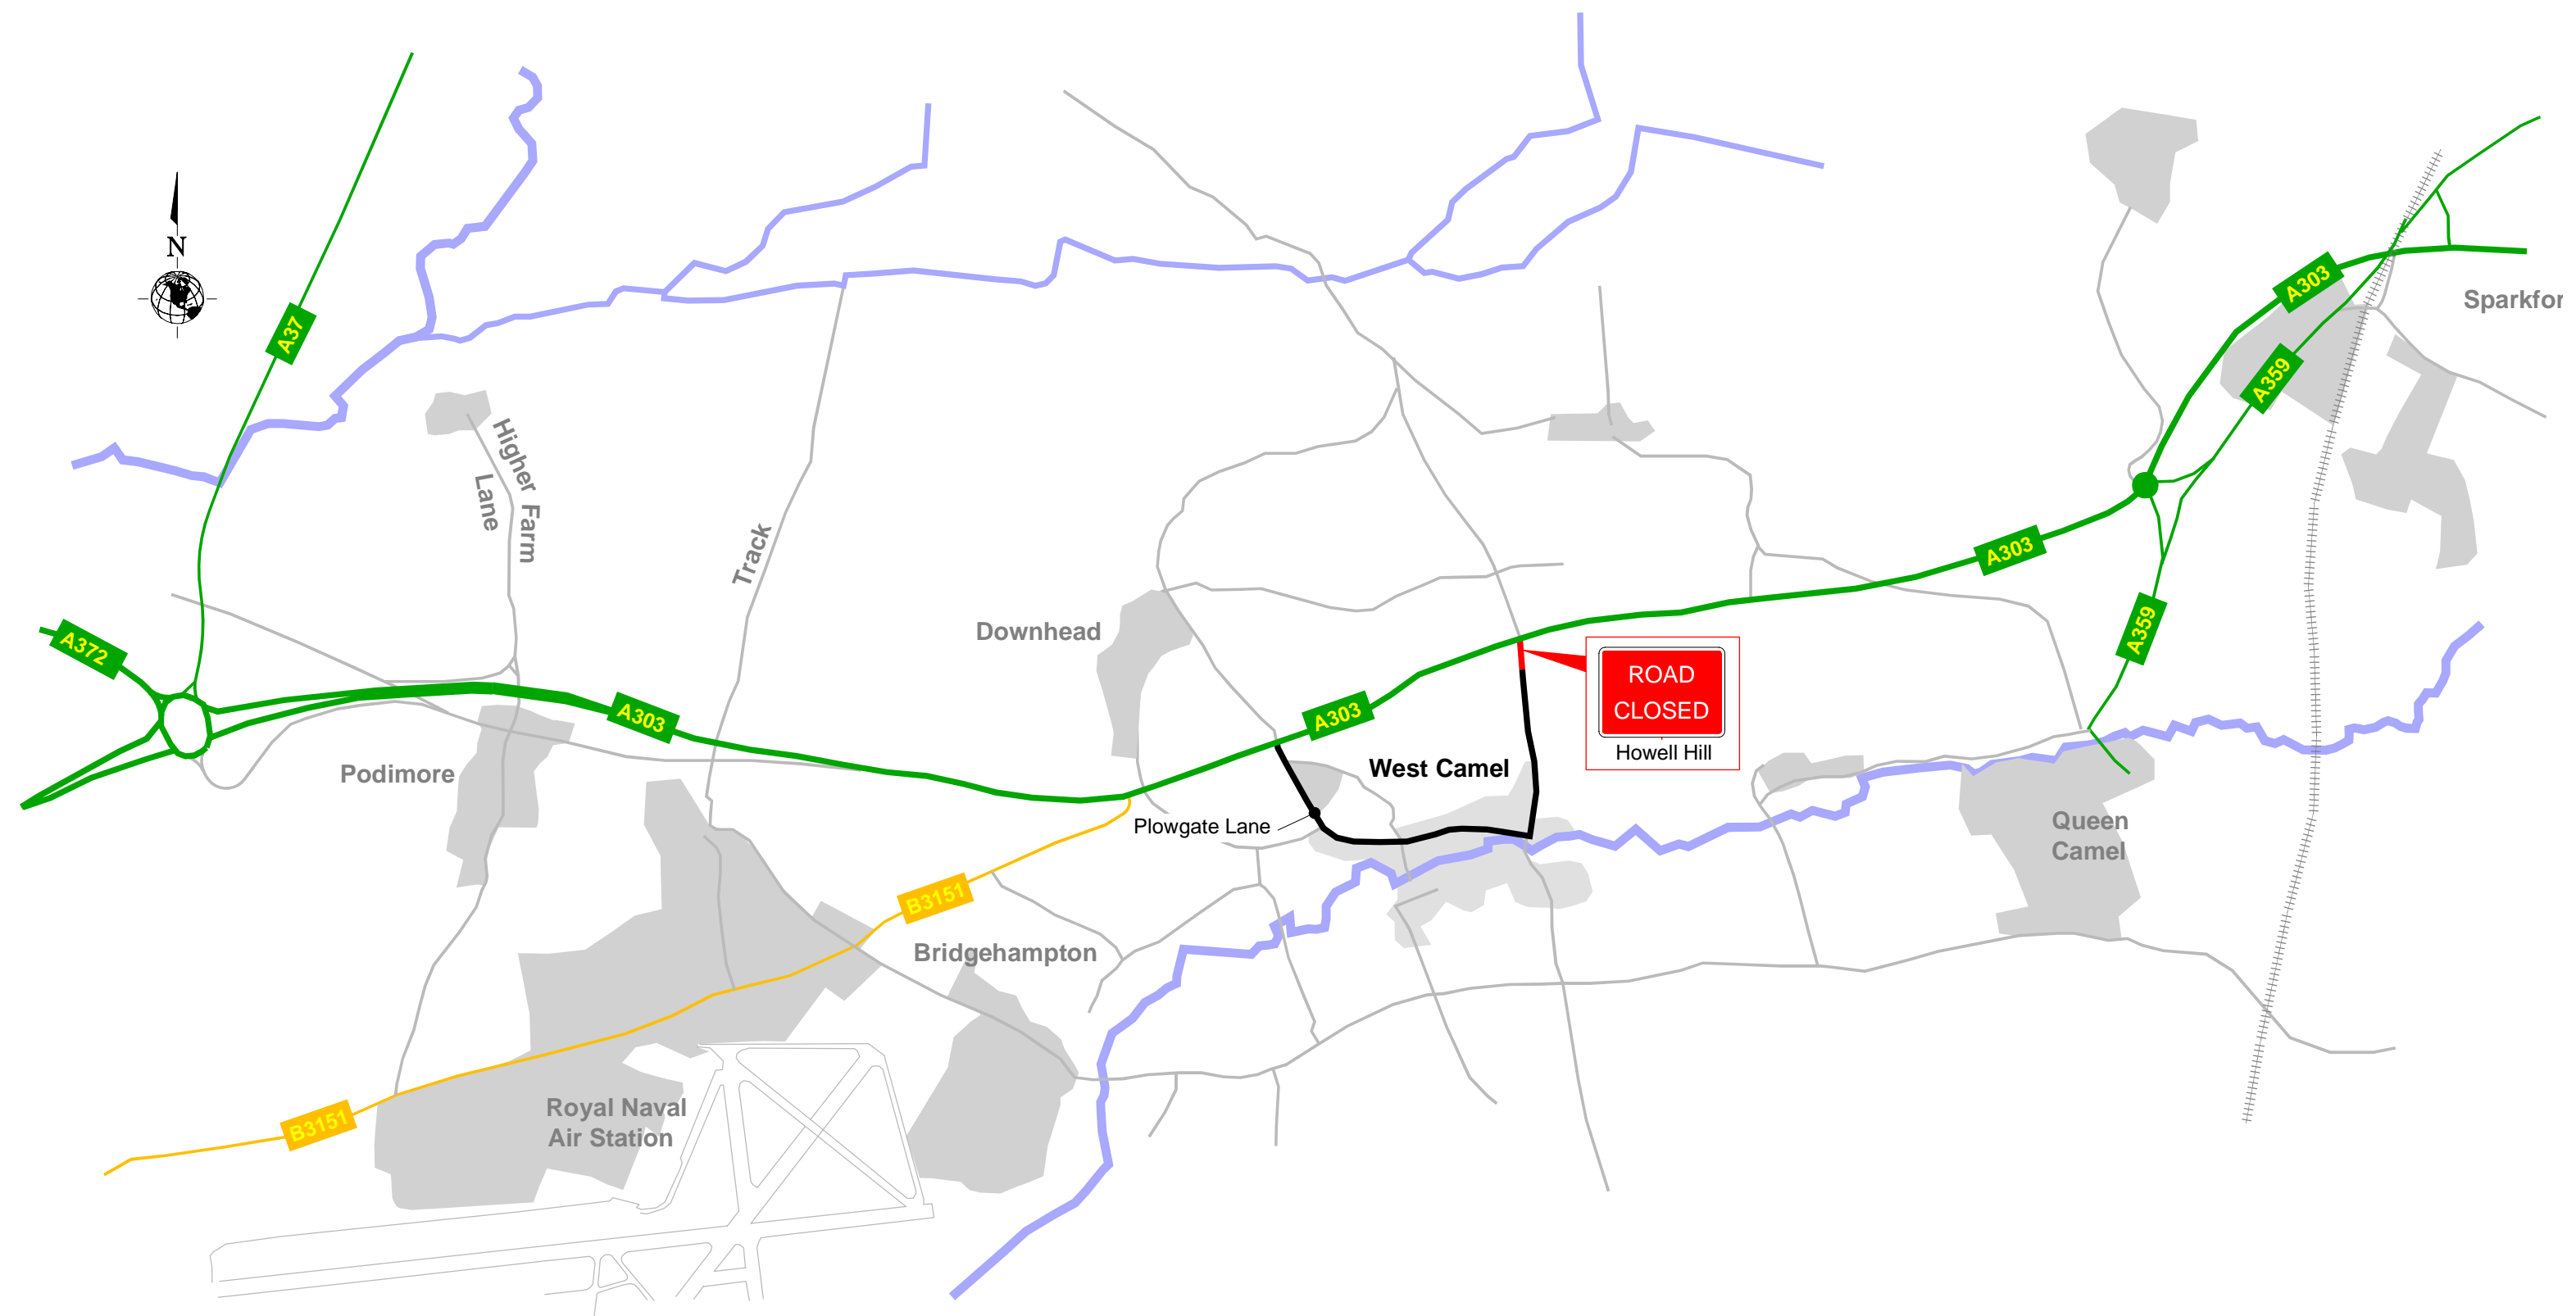 N
A37
A303
Sparkfor
A359
Higher Farm
Lane
Track
A303
A359
A372
Downhead
ROAD
CLOSED
Howell Hill
A303
A303
Podimore
West Camel
Plowgate Lane
Queen
Camel
B3151
Bridgehampton
Royal Naval
Air Station
B3151